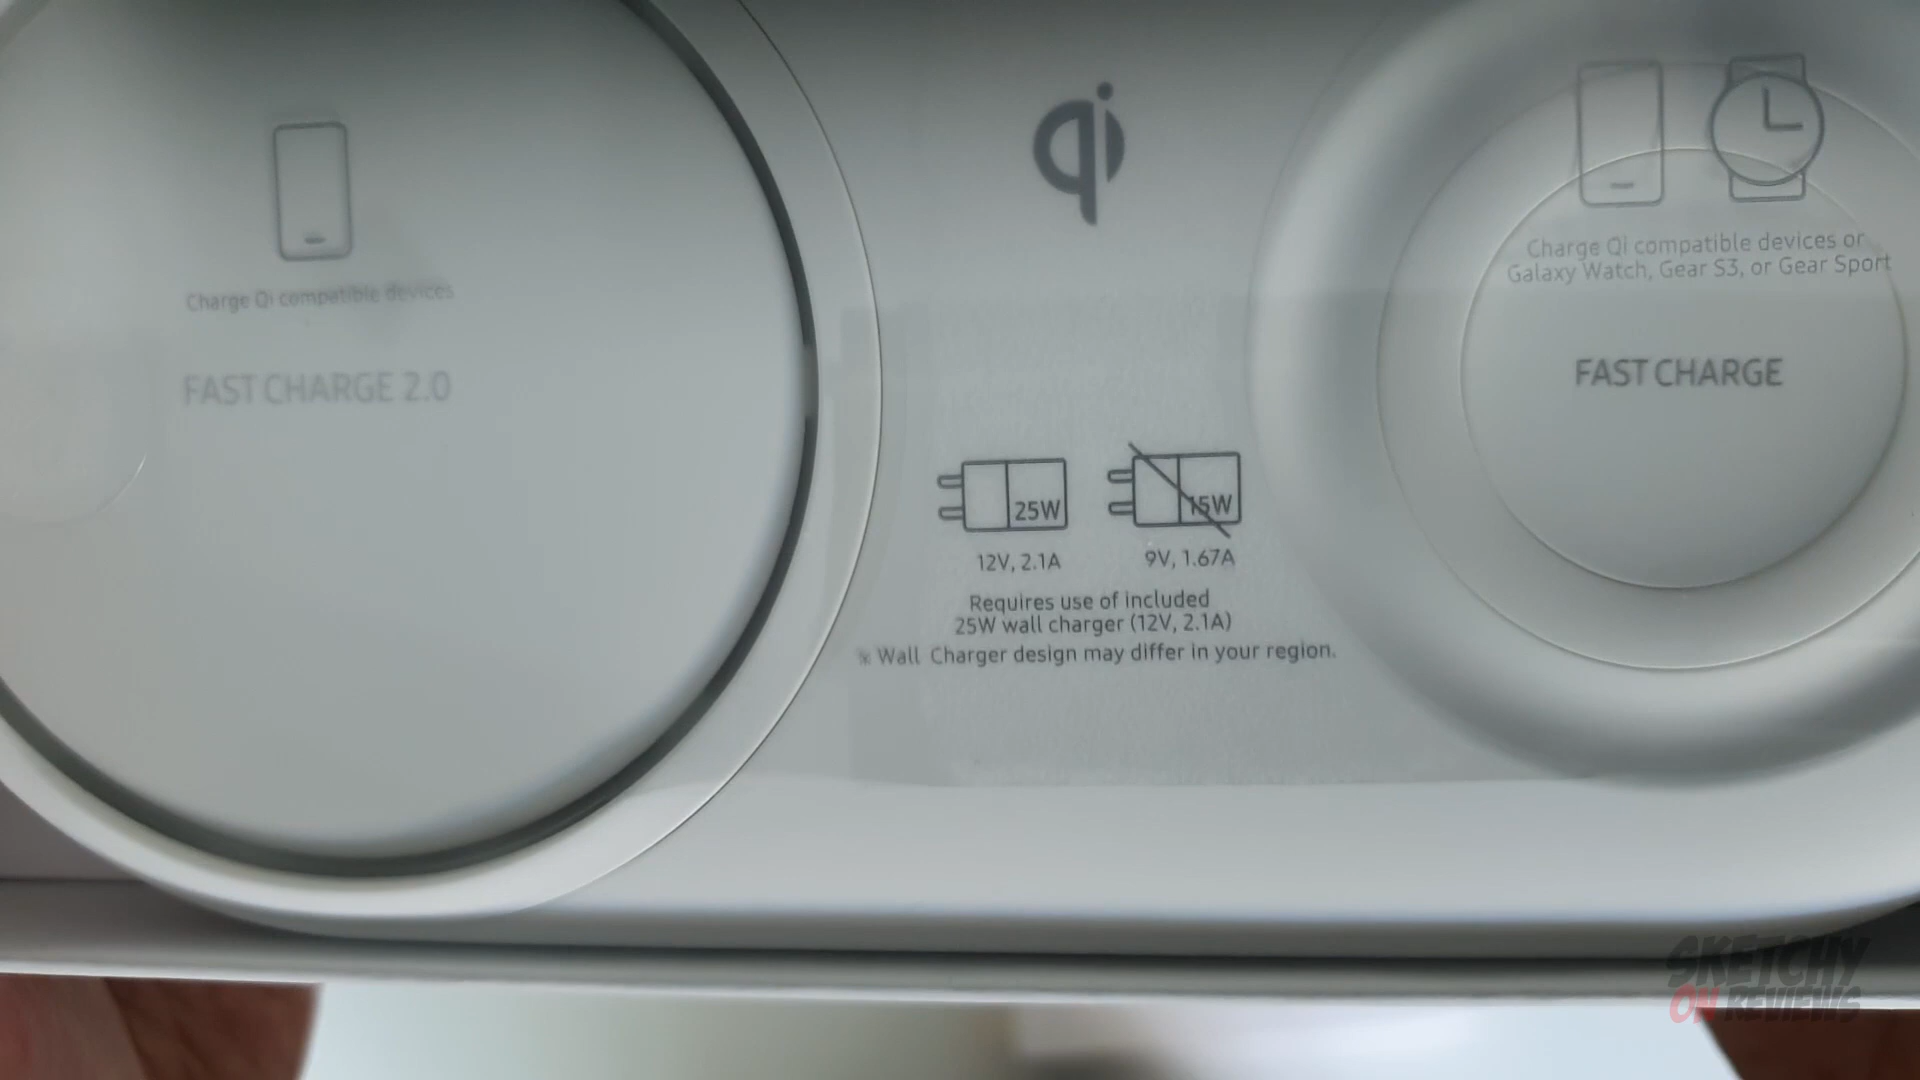 qi
Charge Qi compatible devices
FAST CHARGE 2.0
25W
15W
12V, 2.1A
9V, 1.67A
Requires use of included
25W wall charger (12V, 2.1A)
※ Wall Charger design may differ in your region.
Charge Qi compatible devices or
Galaxy Watch, Gear S3, or Gear Sport
FAST CHARGE
SKETCHY
ON REVIEWS